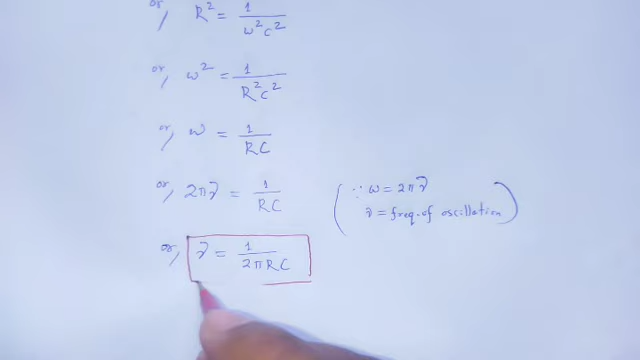 or, R² = 1/ω²C²
or, ω² = 1/R²C²
or, ω = 1/RC
or, 2πν = 1/RC (∵ ω = 2πν
ν = freq. of oscillation)
or, ν = 1/2πRC